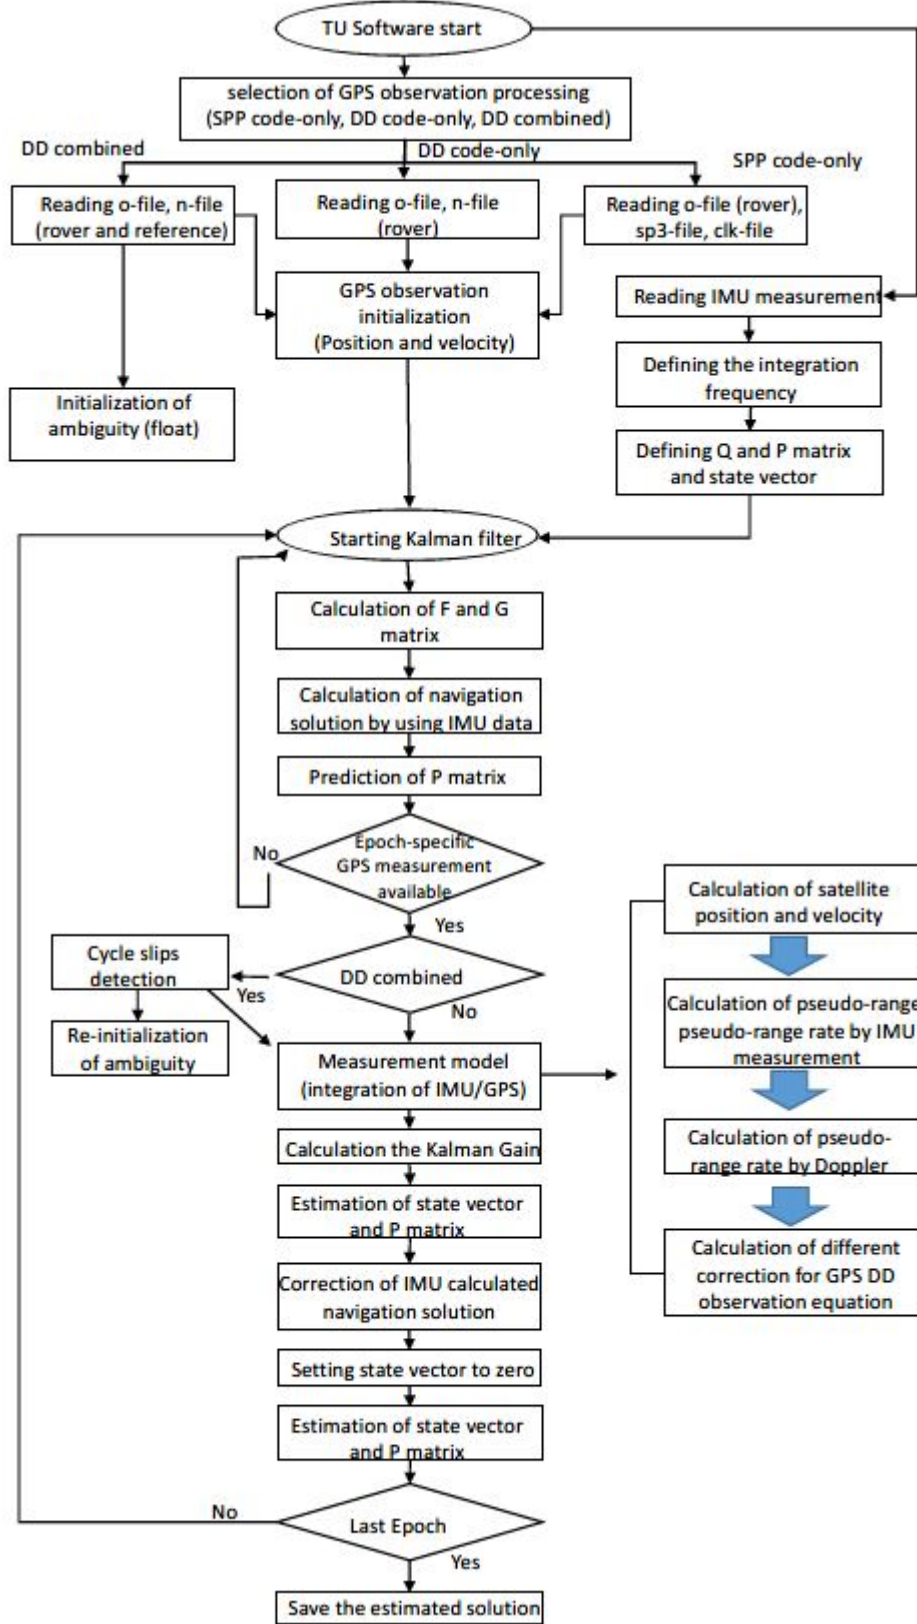 TU Software start
selection of GPS observation processing
(SPP code-only, DD code-only, DD combined)
DD combined
DD code-only
SPP code-only
Reading o-file, n-file
(rover and reference)
Reading o-file, n-file
(rover)
Reading o-file (rover),
sp3-file, clk-file
GPS observation
initialization
(Position and velocity)
Reading IMU measurement
Defining the integration
frequency
Initialization of
ambiguity (float)
Defining Q and P matrix
and state vector
Starting Kalman filter
Calculation of F and G
matrix
Calculation of navigation
solution by using IMU data
Prediction of P matrix
No
Epoch-specific
GPS measurement
available
Yes
Cycle slips
detection
Yes
DD combined
No
Re-initialization
of ambiguity
Measurement model
(integration of IMU/GPS)
Calculation the Kalman Gain
Estimation of state vector
and P matrix
Correction of IMU calculated
navigation solution
Setting state vector to zero
Estimation of state vector
and P matrix
No
Last Epoch
Yes
Save the estimated solution
Calculation of satellite
position and velocity
Calculation of pseudo-range
pseudo-range rate by IMU
measurement
Calculation of pseudo-
range rate by Doppler
Calculation of different
correction for GPS DD
observation equation